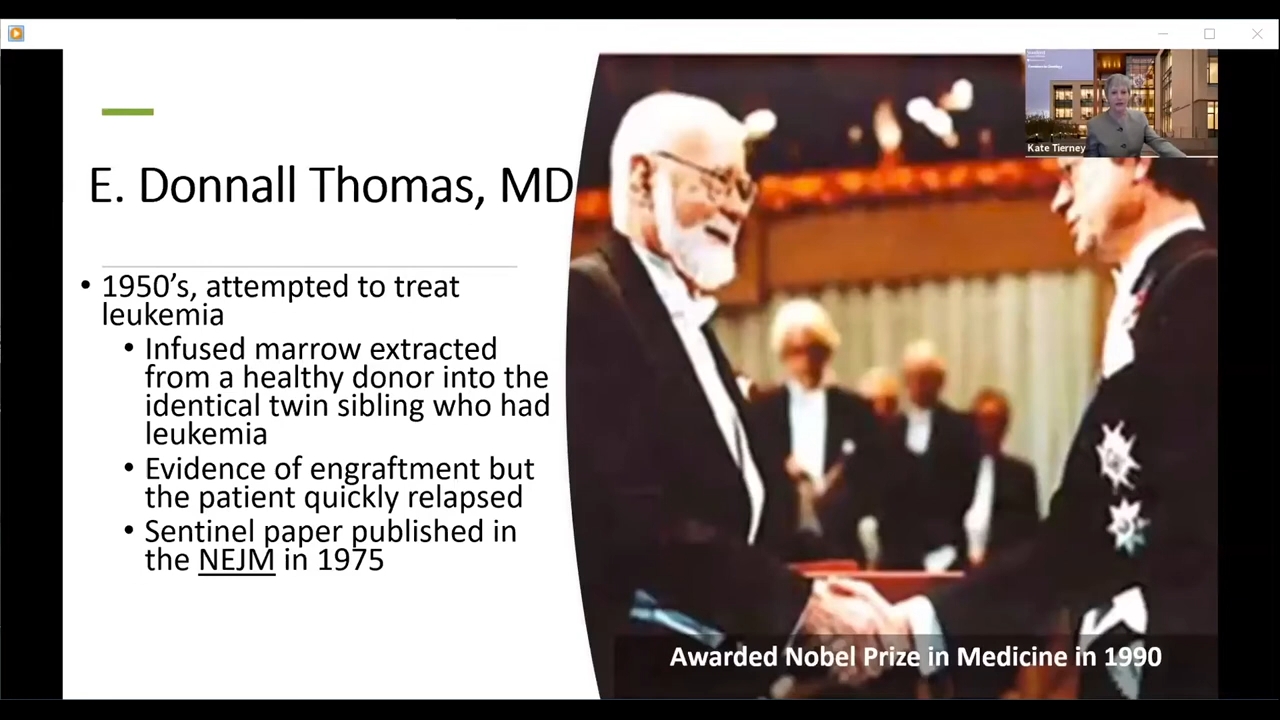 E. Donnall Thomas, MD
• 1950’s, attempted to treat
leukemia
• Infused marrow extracted
from a healthy donor into the
identical twin sibling who had
leukemia
• Evidence of engraftment but
the patient quickly relapsed
• Sentinel paper published in
the NEJM in 1975
Kate Tierney
Awarded Nobel Prize in Medicine in 1990